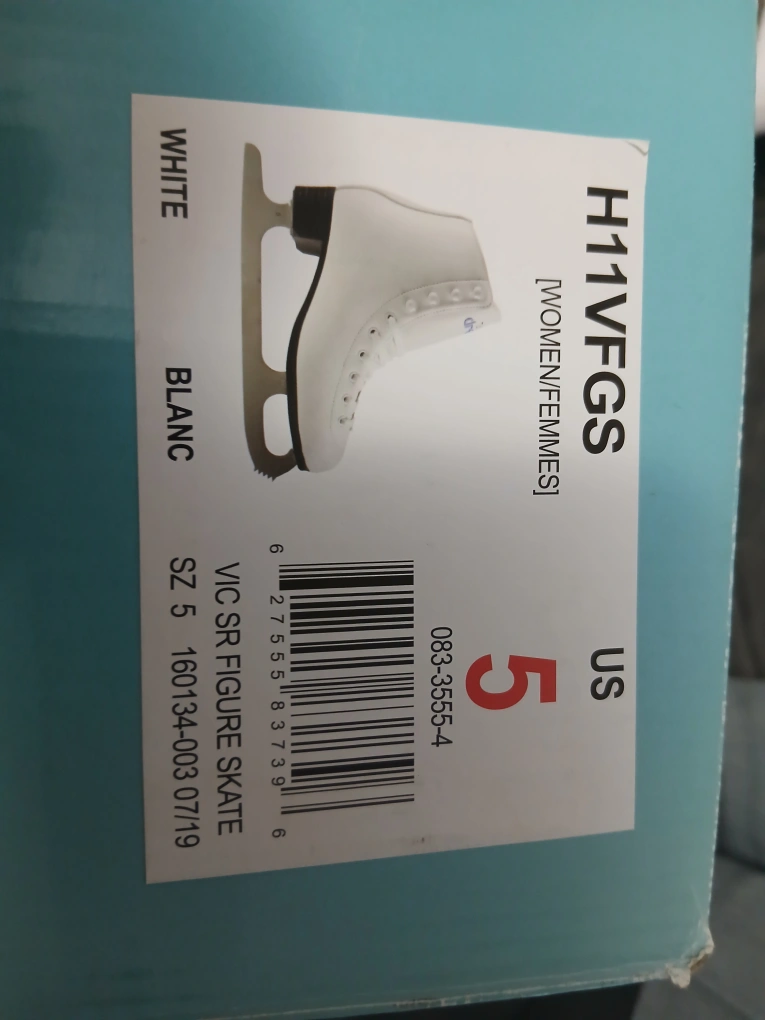 H11VFGS
[WOMEN/FEMMES]
US
5
083-3555-4
6 27555 83739 6
WHITE
BLANC
VIC SR FIGURE SKATE
SZ 5 160134-003 07/19